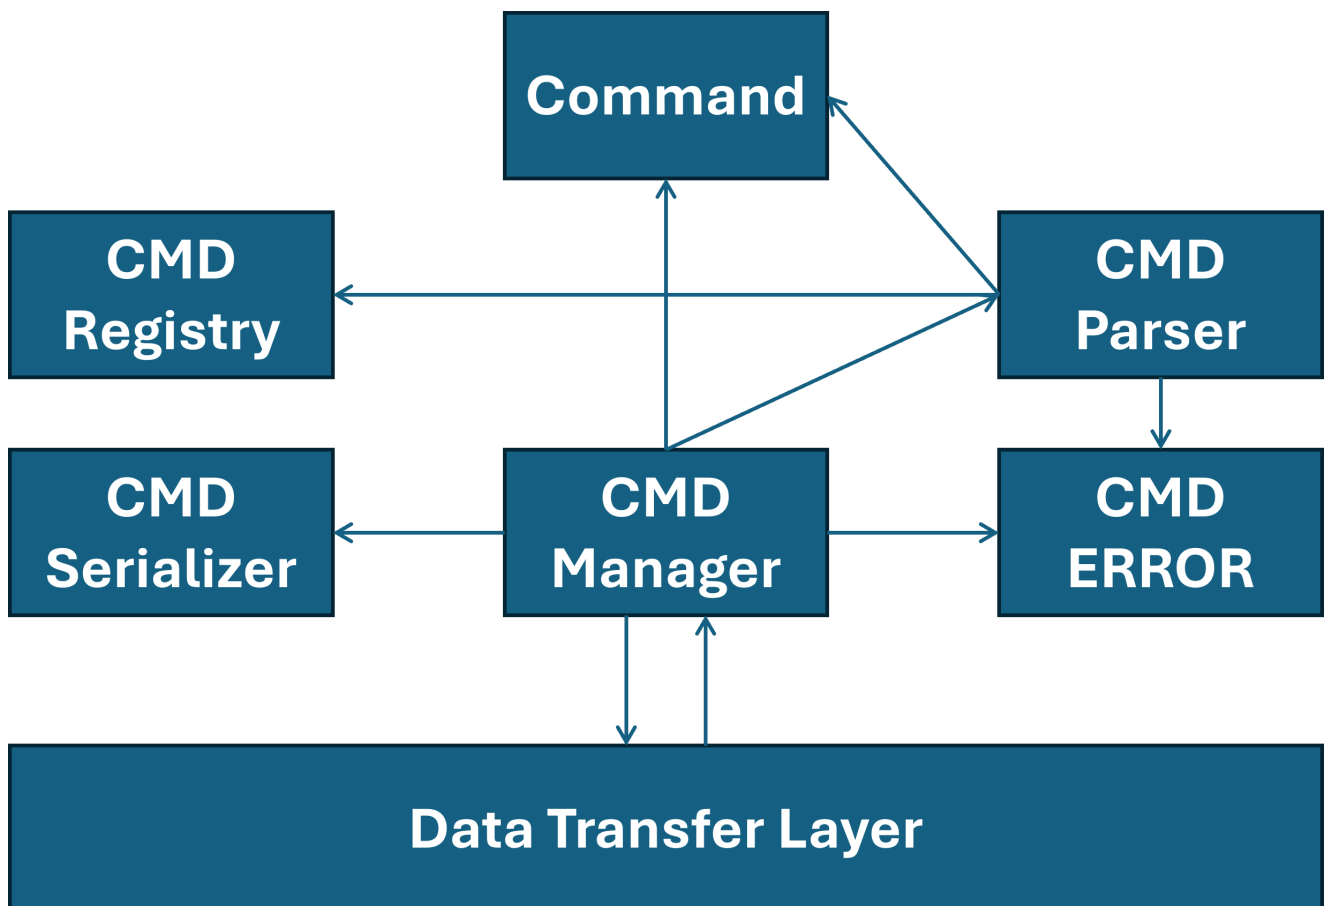 Command
CMD
Registry
CMD
Parser
CMD
Serializer
CMD
Manager
CMD
ERROR
Data Transfer Layer